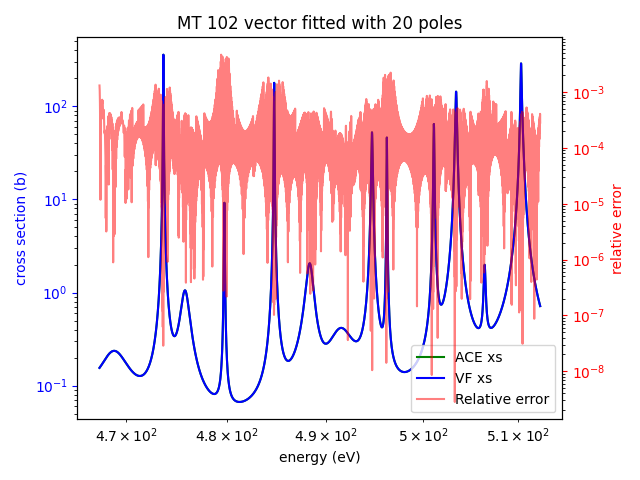 MT 102 vector fitted with 20 poles
cross section (b)
10²
10¹
10⁰
10⁻¹
10⁻³
10⁻⁴
10⁻⁵
10⁻⁶
10⁻⁷
10⁻⁸
relative error
ACE xs
VF xs
Relative error
4.7 × 10² 4.8 × 10² 4.9 × 10² 5 × 10² 5.1 × 10²
energy (eV)